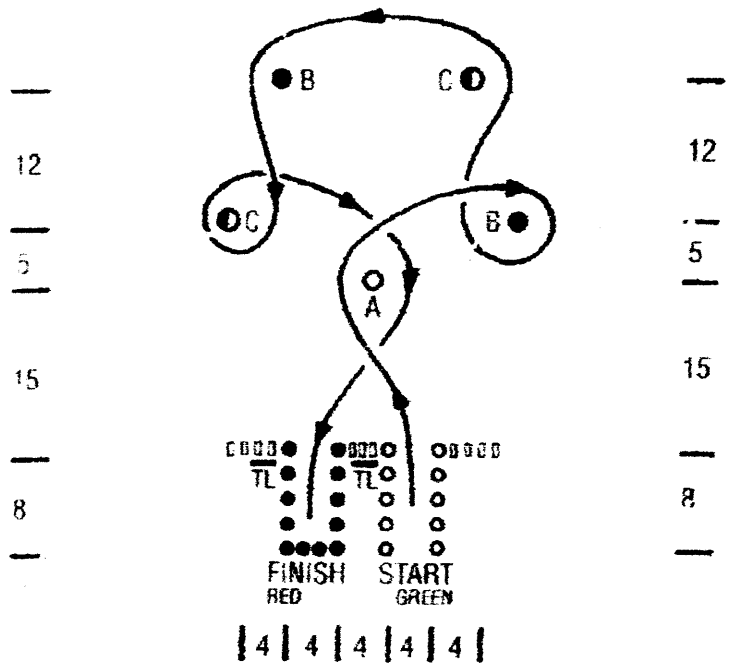 B C
12 12
C B
5 5
A
15 15
TL TL
8 8
FINISH START
RED GREEN
4 4 4 4 4